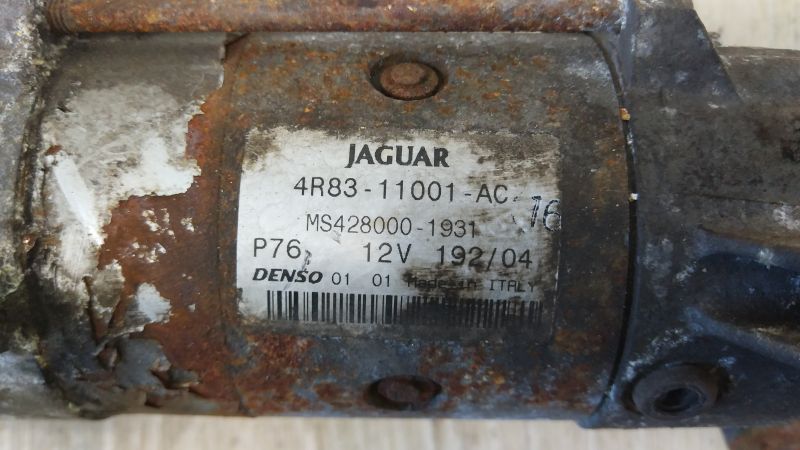 JAGUAR
4R83-11001-AC
16
MS428000-1931
P76 12V 192/04
DENSO 01 01 Made in ITALY